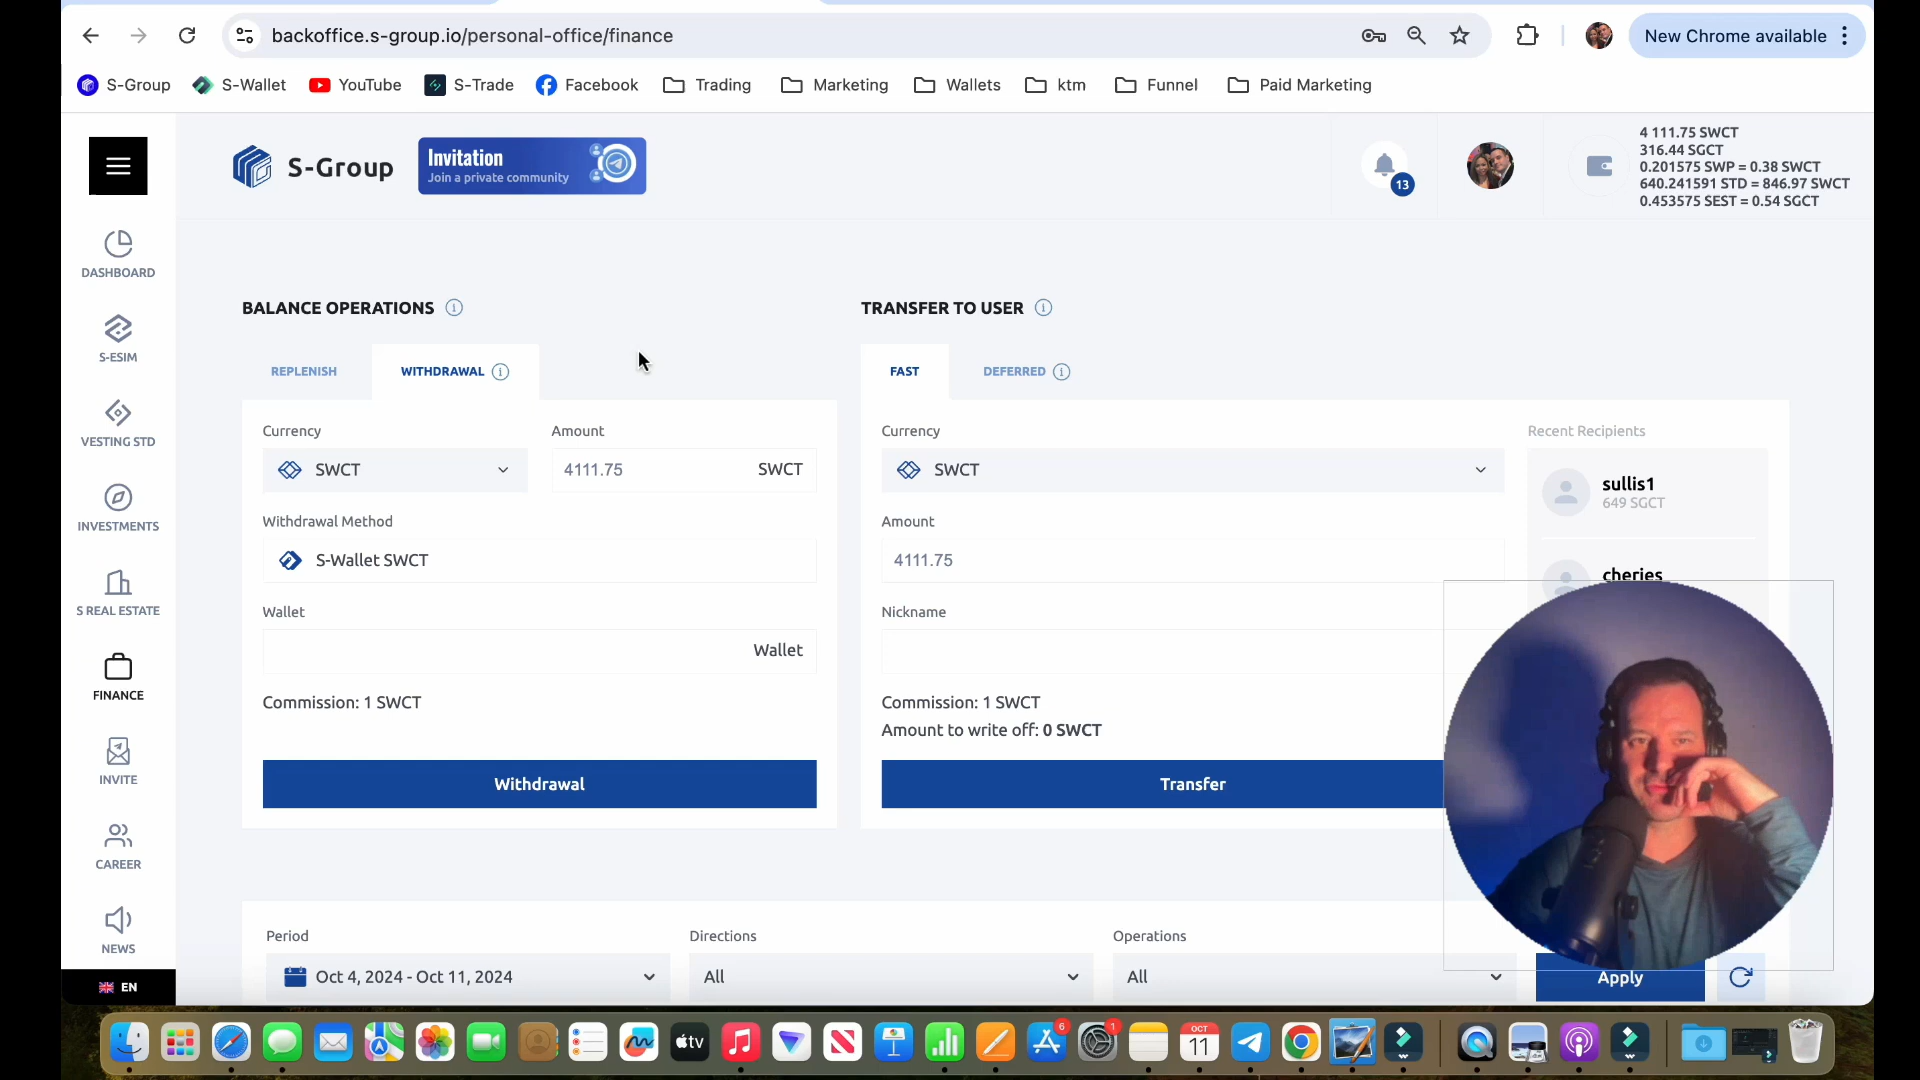 backoffice.s-group.io/personal-office/finance
New Chrome available
S-Group
S-Wallet
YouTube
S-Trade
Facebook
Trading
Marketing
Wallets
ktm
Funnel
Paid Marketing
S-Group
Invitation
Join a private community
13
4 111.75 SWCT
316.44 SGCT
0.201575 SWP = 0.38 SWCT
640.241591 STD = 846.97 SWCT
0.453575 SEST = 0.54 SGCT
DASHBOARD
S-ESIM
VESTING STD
INVESTMENTS
S REAL ESTATE
FINANCE
INVITE
CAREER
NEWS
EN
BALANCE OPERATIONS
REPLENISH
WITHDRAWAL
Currency
Amount
SWCT
4111.75
SWCT
Withdrawal Method
S-Wallet SWCT
Wallet
Wallet
Commission: 1 SWCT
Withdrawal
TRANSFER TO USER
FAST
DEFERRED
Currency
SWCT
Amount
4111.75
Nickname
Commission: 1 SWCT
Amount to write off: 0 SWCT
Transfer
Recent Recipients
sullis1
649 SGCT
cheries
Period
Directions
Operations
Oct 4, 2024 - Oct 11, 2024
All
All
Apply
tv
6
1
OCT
11